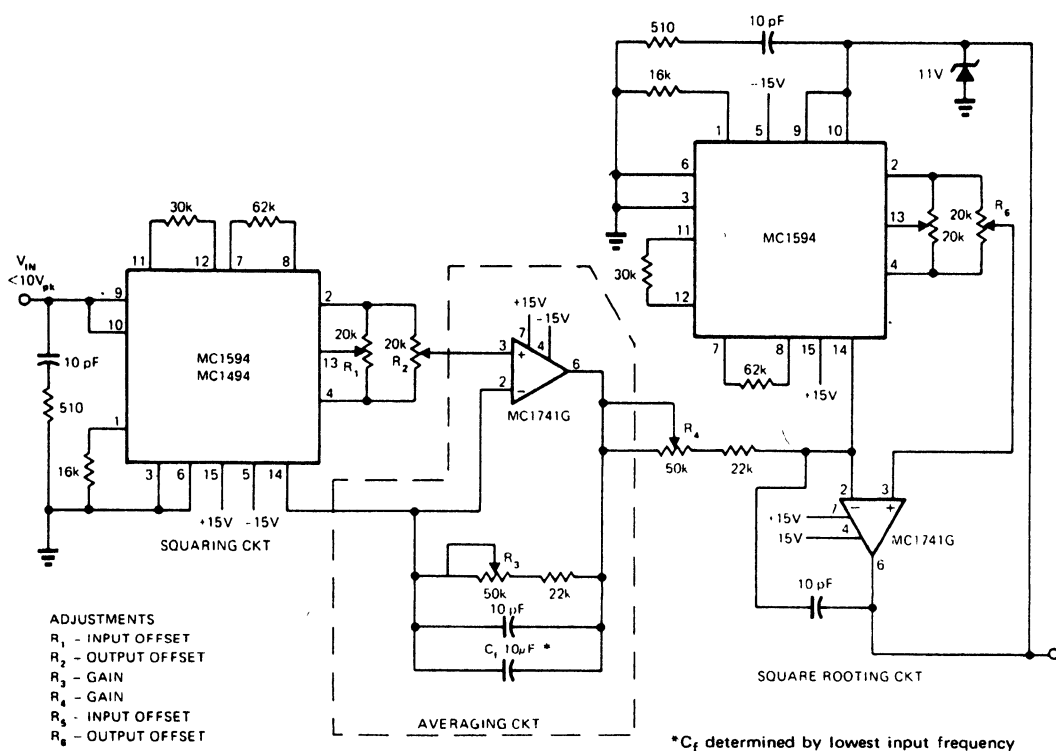 510
10 pF
16k
-15V
11V
1
5
9
10
6
3
11
12
2
13
4
MC1594
20k
20k
R6
30k
7
8
15
14
62k
+15V
30k
62k
11
12
7
8
VIN
<10Vpk
9
10
10 pF
510
1
16k
MC1594
MC1494
2
13
4
20k
R1
20k
R2
3
6
15
5
14
+15V
-15V
SQUARING CKT
+15V
-15V
7
4
3
+
2
-
6
MC1741G
R4
50k
22k
R3
50k
22k
10 pF
Cf 10µF *
AVERAGING CKT
2
3
-
+
+15V
7
15V
4
MC1741G
6
10 pF
SQUARE ROOTING CKT
ADJUSTMENTS
R1 - INPUT OFFSET
R2 - OUTPUT OFFSET
R3 - GAIN
R4 - GAIN
R5 - INPUT OFFSET
R6 - OUTPUT OFFSET
*Cf determined by lowest input frequency